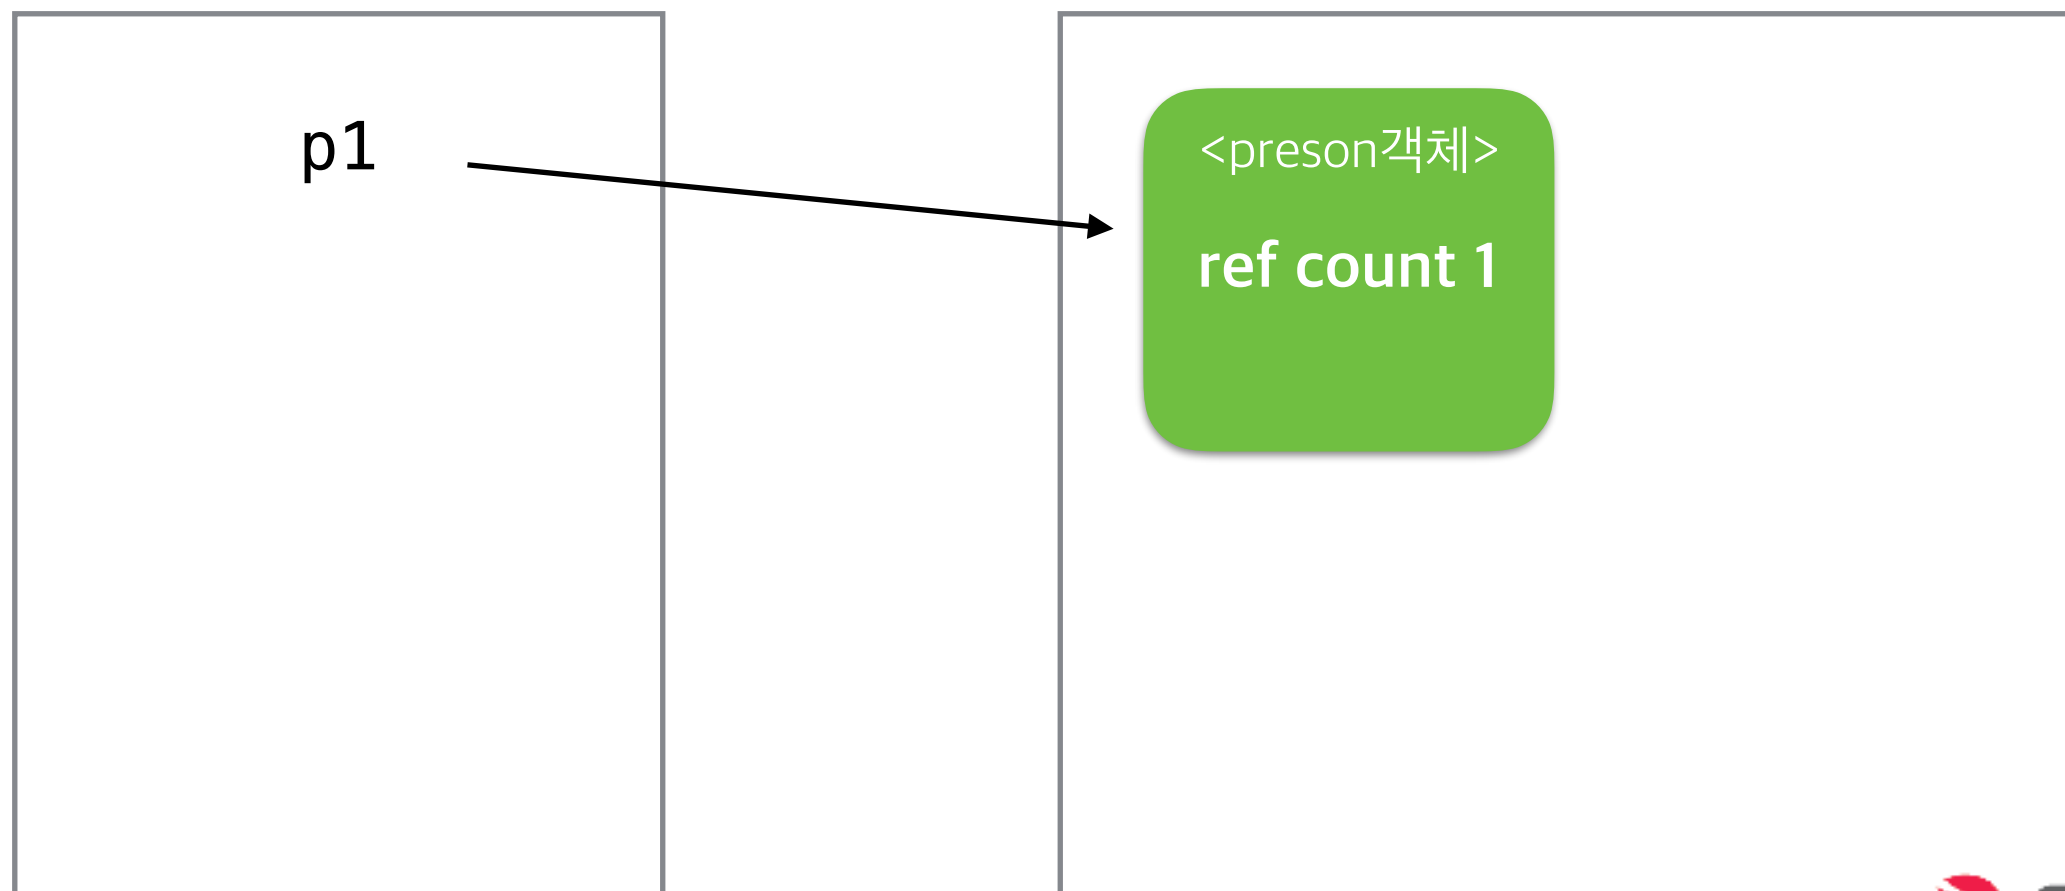 p1
<preson객체>
ref count 1